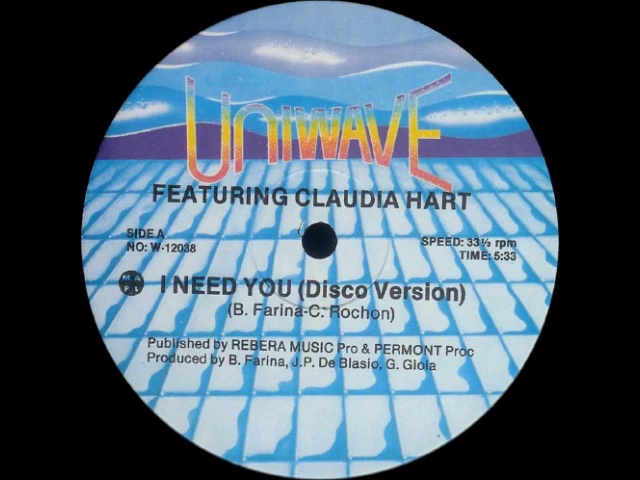 UNIWAVE
FEATURING CLAUDIA HART
SIDE A
NO: W-12038
SPEED: 33⅓ rpm
TIME: 5:33
I NEED YOU (Disco Version)
(B. Farina-C. Rochon)
Published by REBERA MUSIC Pro & PERMONT Proc
Produced by B. Farina, J.P. De Blasio, G. Giola